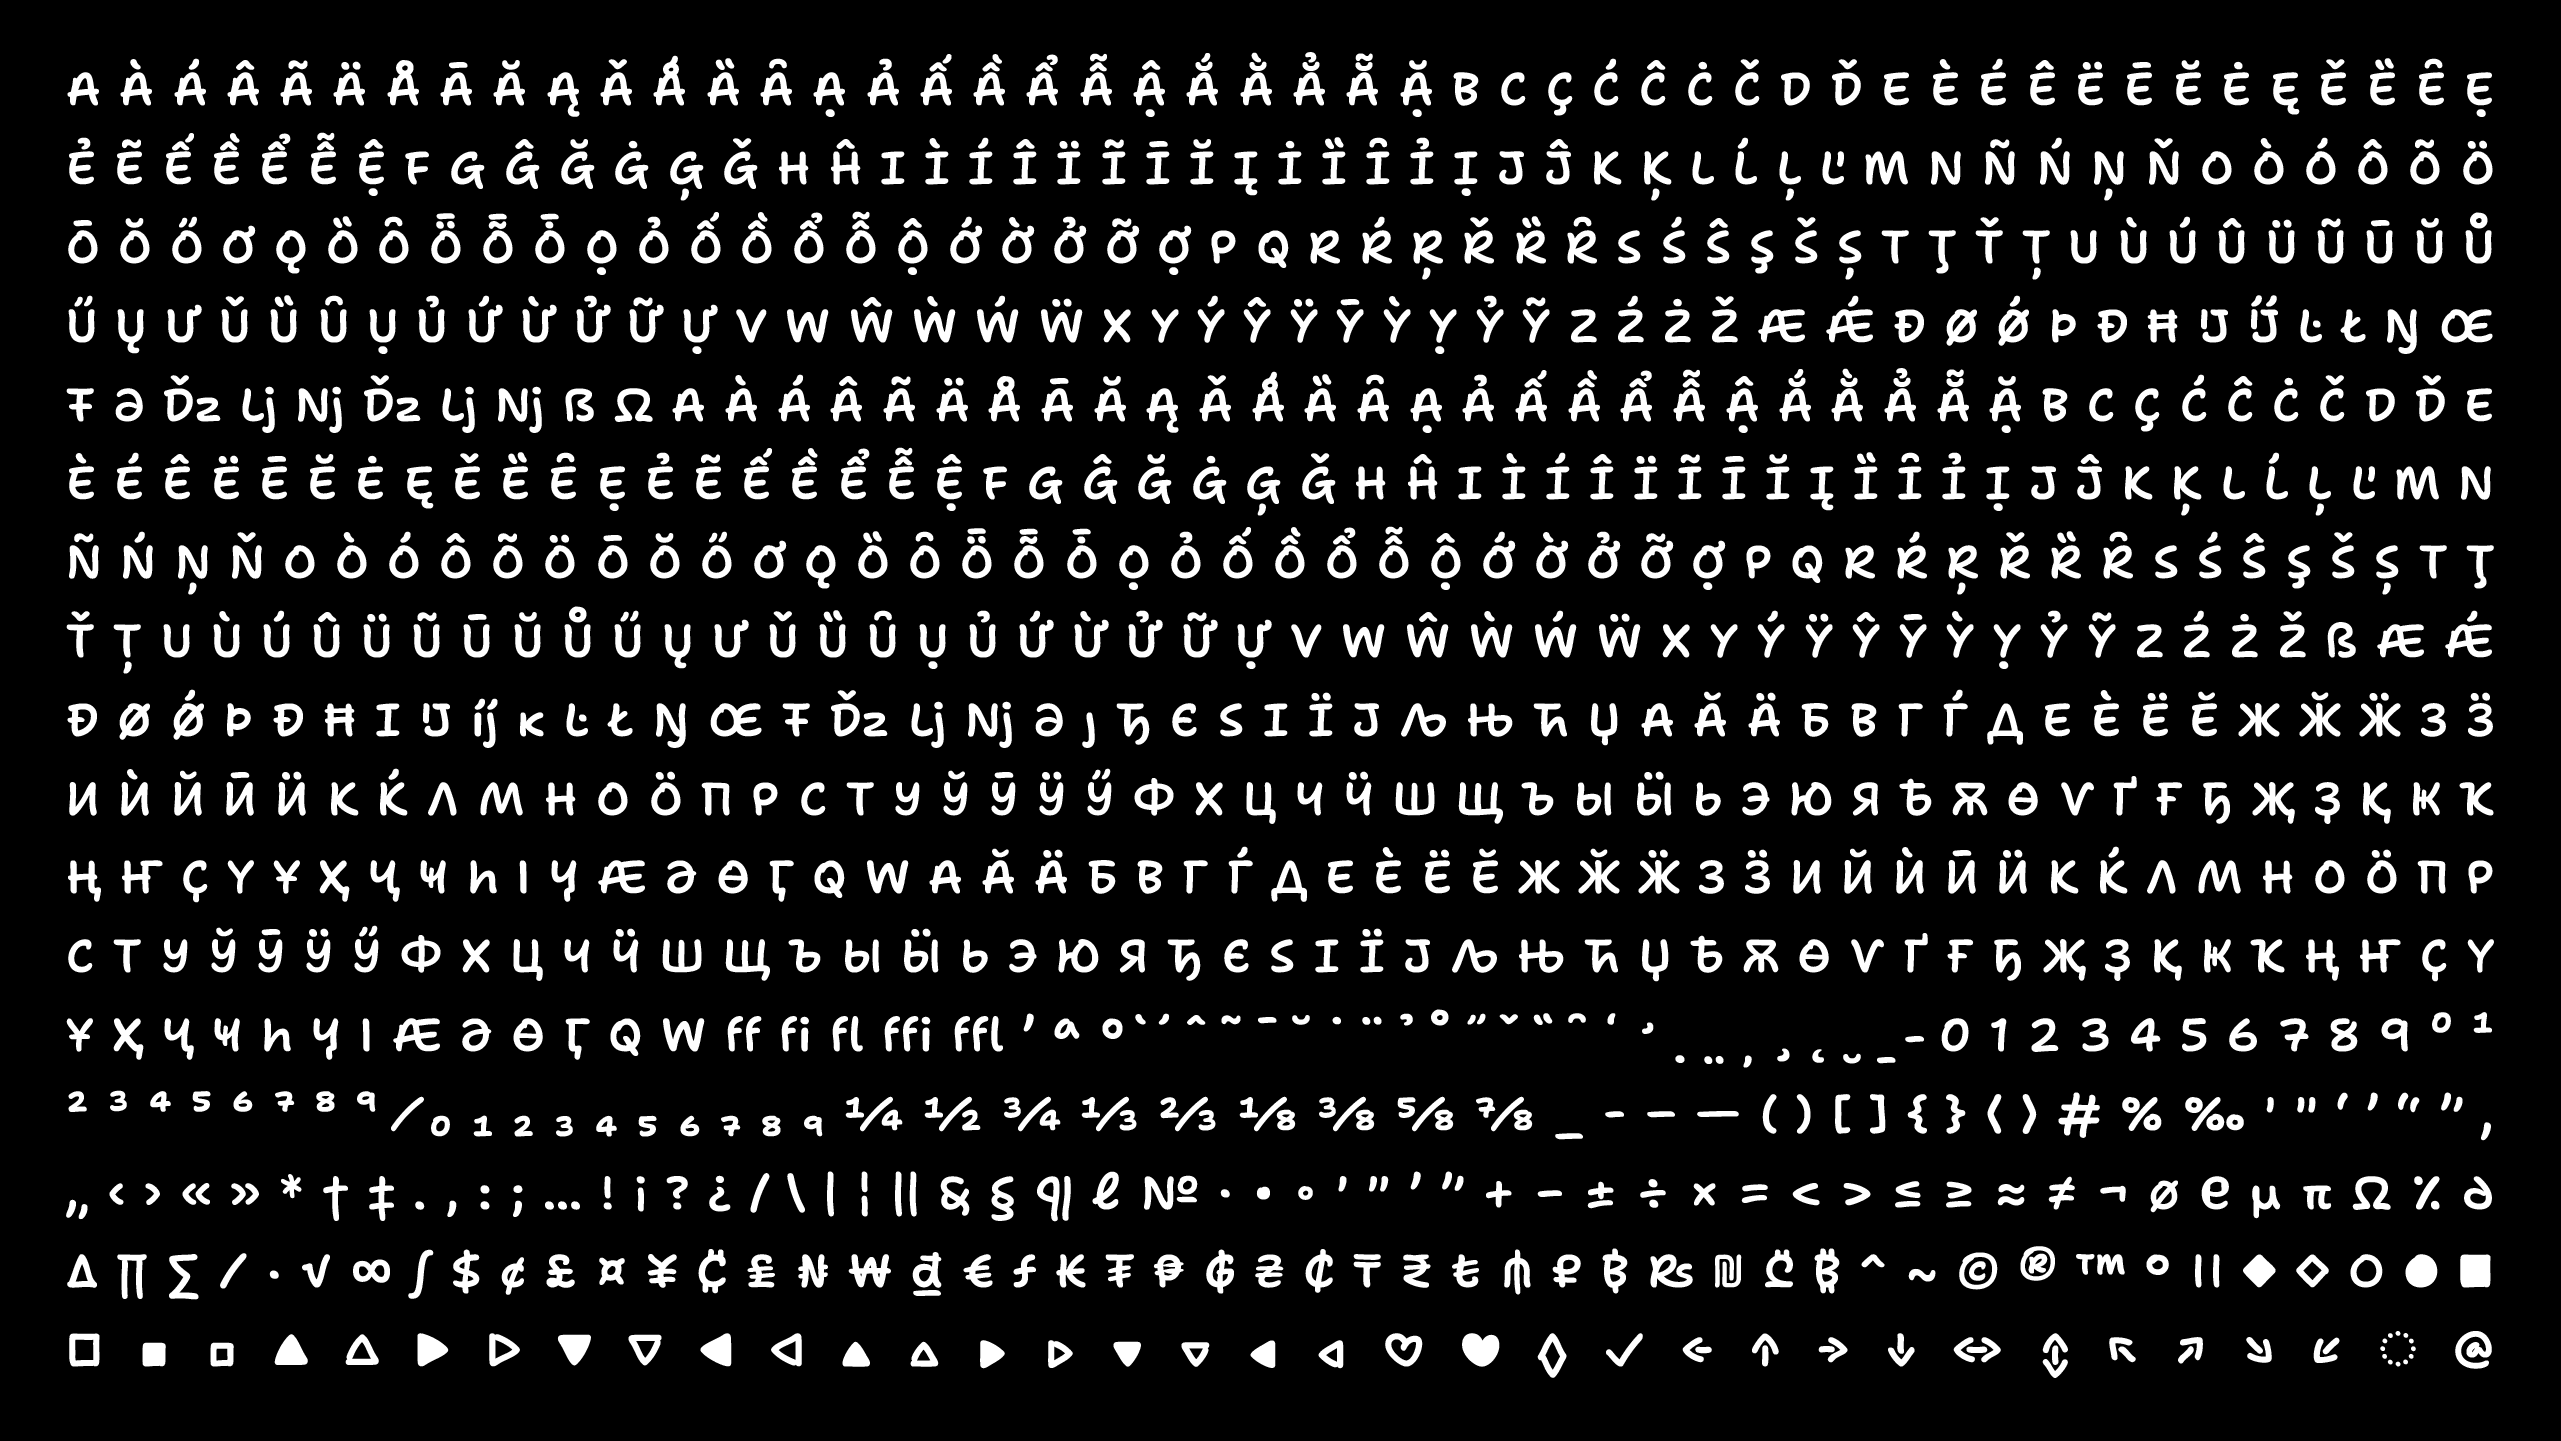 A À Á Â Ã Ä Å Ā Ă Ą Ǎ Ǻ Ȁ Ȃ Ạ Ả Ấ Ầ Ẩ Ẫ Ậ Ắ Ằ Ẳ Ẵ Ặ B C Ç Ć Ĉ Ċ Č D Ď E È É Ê Ë Ē Ĕ Ė Ę Ě Ȅ Ȇ Ẹ
Ẻ Ẽ Ế Ề Ể Ễ Ệ F G Ĝ Ğ Ġ Ģ Ǧ H Ĥ I Ì Í Î Ï Ĩ Ī Ĭ Į İ Ȉ Ȋ Ỉ Ị J Ĵ K Ķ L Ĺ Ļ Ľ M N Ñ Ń Ņ Ň O Ò Ó Ô Õ Ö
Ō Ŏ Ő Ơ Ǫ Ȍ Ȏ Ȫ Ȭ Ȱ Ọ Ỏ Ố Ồ Ổ Ỗ Ộ Ớ Ờ Ở Ỡ Ợ P Q R Ŕ Ŗ Ř Ȑ Ȓ S Ś Ŝ Ş Š Ș T Ţ Ť Ț U Ù Ú Û Ü Ũ Ū Ŭ Ů
Ű Ų Ư Ǔ Ȕ Ȗ Ụ Ủ Ứ Ừ Ử Ữ Ự V W Ŵ Ẁ Ẃ Ẅ X Y Ý Ŷ Ÿ Ȳ Ỳ Ỵ Ỷ Ỹ Z Ź Ż Ž Æ Ǽ Ð Ø Ǿ Þ Đ Ħ Ĳ Ĳ́ Ŀ Ł Ŋ Œ
Ŧ Ə ǅ ǈ ǋ ǅ ǈ ǋ ẞ Ω A À Á Â Ã Ä Å Ā Ă Ą Ǎ Ǻ Ȁ Ȃ Ạ Ả Ấ Ầ Ẩ Ẫ Ậ Ắ Ằ Ẳ Ẵ Ặ B C Ç Ć Ĉ Ċ Č D Ď E
È É Ê Ë Ē Ĕ Ė Ę Ě Ȅ Ȇ Ẹ Ẻ Ẽ Ế Ề Ể Ễ Ệ F G Ĝ Ğ Ġ Ģ Ǧ H Ĥ I Ì Í Î Ï Ĩ Ī Ĭ Į Ȉ Ȋ Ỉ Ị J Ĵ K Ķ L Ĺ Ļ Ľ M N
Ñ Ń Ņ Ň O Ò Ó Ô Õ Ö Ō Ŏ Ő Ơ Ǫ Ȍ Ȏ Ȫ Ȭ Ȱ Ọ Ỏ Ố Ồ Ổ Ỗ Ộ Ớ Ờ Ở Ỡ Ợ P Q R Ŕ Ŗ Ř Ȑ Ȓ S Ś Ŝ Ş Š Ș T Ţ
Ť Ț U Ù Ú Û Ü Ũ Ū Ŭ Ů Ű Ų Ư Ǔ Ȕ Ȗ Ụ Ủ Ứ Ừ Ử Ữ Ự V W Ŵ Ẁ Ẃ Ẅ X Y Ý Ÿ Ŷ Ȳ Ỳ Ỵ Ỷ Ỹ Z Ź Ż Ž ẞ Æ Ǽ
Ð Ø Ǿ Þ Đ Ħ I Ĳ íj́ ĸ Ŀ Ł Ŋ Œ Ŧ ǅ ǈ ǋ Ə ȷ Ђ Є Ѕ І Ї Ј Љ Њ Ћ Џ А Ӑ Ӓ Б В Г Ѓ Д Е Ѐ Ё Ӗ Ж Ӂ Ӝ З Ӟ
И Ѝ Й Ӣ Ӥ К Ќ Л М Н О Ӧ П Р С Т У Ў Ӯ Ӱ Ӳ Ф Х Ц Ч Ӵ Ш Щ Ъ Ы Ӹ Ь Э Ю Я Ѣ Ѫ Ѳ Ѵ Ґ Ғ Ҕ Җ Ҙ Қ Ҝ Ҡ
Ң Ҥ Ҫ Ү Ұ Ҳ Ҷ Ҹ Һ Ӏ Ӌ Ӕ Ә Ө Ӷ Ԛ Ԝ А Ӑ Ӓ Б В Г Ѓ Д Е Ѐ Ё Ӗ Ж Ӂ Ӝ З Ӟ И Й Ѝ Ӣ Ӥ К Ќ Л М Н О Ӧ П Р
С Т У Ў Ӯ Ӱ Ӳ Ф Х Ц Ч Ӵ Ш Щ Ъ Ы Ӹ Ь Э Ю Я Ђ Є Ѕ І Ї Ј Љ Њ Ћ Џ Ѣ Ѫ Ѳ Ѵ Ґ Ғ Ҕ Җ Ҙ Қ Ҝ Ҡ Ң Ҥ Ҫ Ү
Ұ Ҳ Ҷ Ҹ Һ Ӌ Ӏ Ӕ Ә Ө Ӷ Ԛ Ԝ ff fi fl ffi ffl ʼ ª º ` ´ ^ ~ ¯ ˘ ˙ ¨ ̉ ˚ ˝ ˇ ̏ ̑ ̒ ̛ ̣ ̤ ̦ ̧ ̨ ̮ ̱ - 0 1 2 3 4 5 6 7 8 9 ⁰ ¹
² ³ ⁴ ⁵ ⁶ ⁷ ⁸ ⁹ ⁄ ₀ ₁ ₂ ₃ ₄ ₅ ₆ ₇ ₈ ₉ ¼ ½ ¾ ⅓ ⅔ ⅛ ⅜ ⅝ ⅞ _ - – — ( ) [ ] { } ⟨ ⟩ # % ‰ ' " ‘ ’ “ ” ‚
„ ‹ › « » * † ‡ . , : ; … ! ¡ ? ¿ / \ | ¦ ‖ & § ¶ ℓ № · • ◦ ′ ″ ʹ ʺ + − ± ÷ × = < > ≤ ≥ ≈ ≠ ¬ ∅ ℮ µ π Ω ⁒ ∂
∆ ∏ ∑ ∕ ∙ √ ∞ ∫ $ ¢ £ ¤ ¥ ₡ ₤ ₦ ₩ ₫ € ƒ ₭ ₮ ₱ ₲ ₴ ₵ ₸ ₹ ₺ ₼ ₽ ฿ ₨ ₪ ₾ ₿ ^ ~ © ® ™ ° || ◆ ◇ ○ ● ■
□ ▪ ▫ ▲ △ ▶ ▷ ▼ ▽ ◀ ◁ ▴ ▵ ▸ ▹ ▾ ▿ ◂ ◃ ♡ ♥ ◊ ✓ ← ↑ → ↓ ↔ ↕ ↖ ↗ ↘ ↙ ◌ @